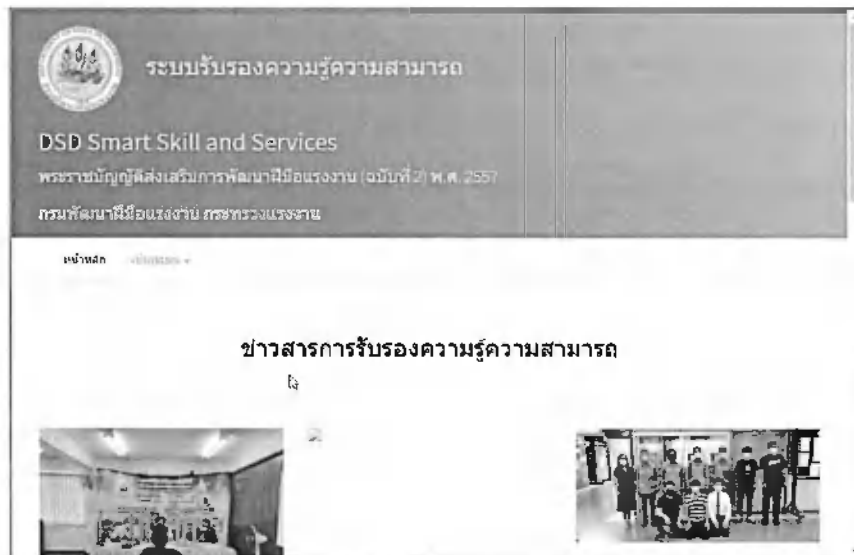 ระบบรับรองความรู้ความสามารถ
DSD Smart Skill and Services
พระราชบัญญัติส่งเสริมการพัฒนาฝีมือแรงงาน (ฉบับที่ 2) พ.ศ. 2557
กรมพัฒนาฝีมือแรงงาน กระทรวงแรงงาน
หน้าหลัก
ข่าวสารการรับรองความรู้ความสามารถ